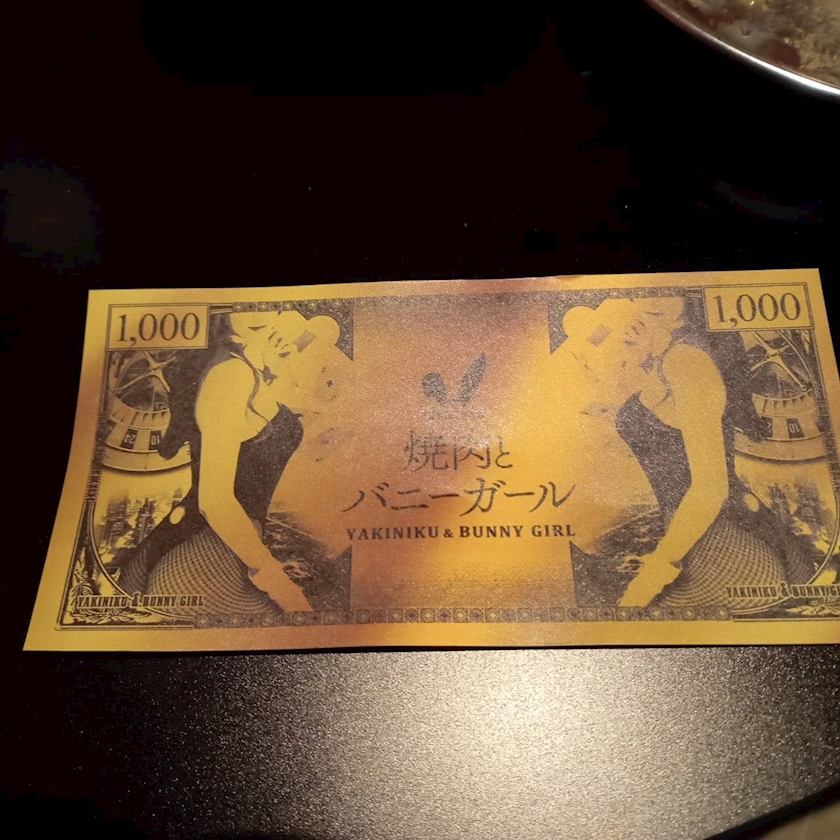 1,000
1,000
焼肉と
バニーガール
YAKINIKU & BUNNY GIRL
YAKINIKU & BUNNY GIRL
YAKINIKU & BUNNY